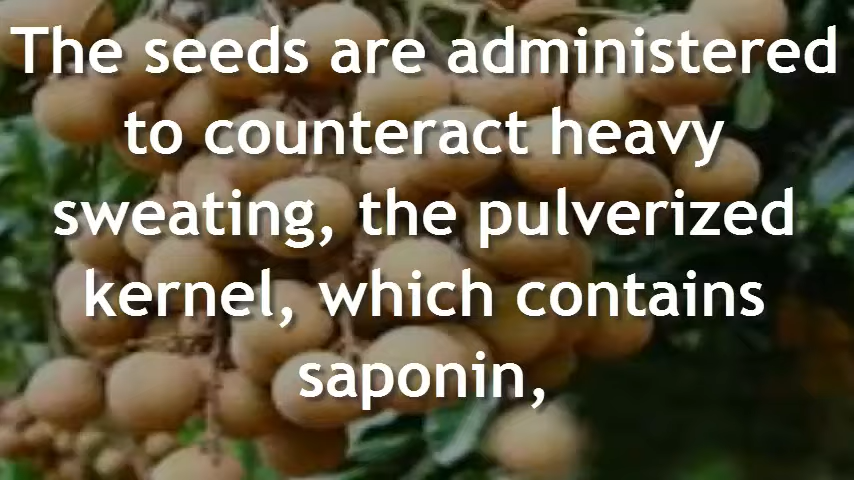 The seeds are administered
to counteract heavy
sweating, the pulverized
kernel, which contains
saponin,